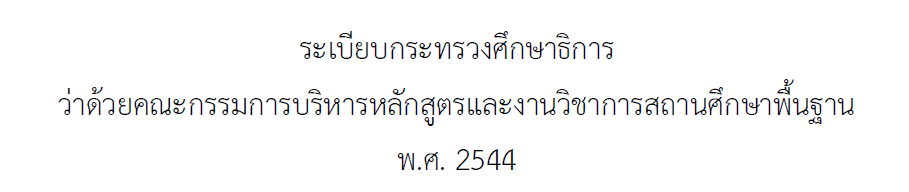 ระเบียบกระทรวงศึกษาธิการ
ว่าด้วยคณะกรรมการบริหารหลักสูตรและงานวิชาการสถานศึกษาพื้นฐาน
พ.ศ. 2544